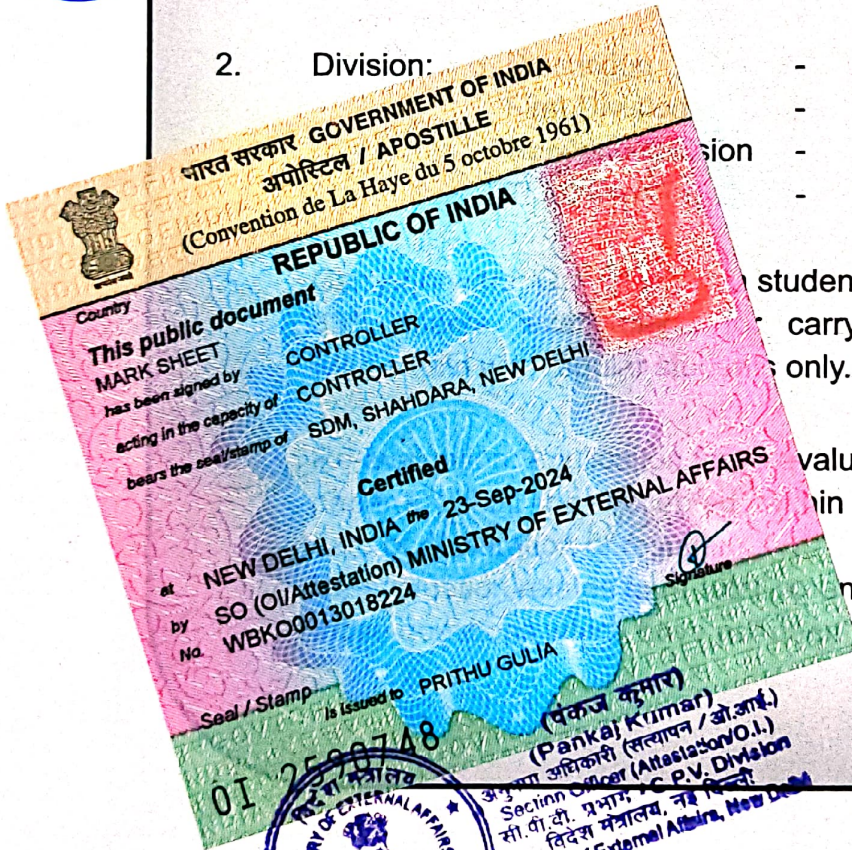 2. Division: -
-
sion -
-
studen
carry
only.
valu
in
भारत सरकार GOVERNMENT OF INDIA
अपोस्टिल / APOSTILLE
(Convention de La Haye du 5 octobre 1961)
REPUBLIC OF INDIA
Country
This public document
MARK SHEET
has been signed by CONTROLLER
acting in the capacity of CONTROLLER
bears the seal/stamp of SDM, SHAHDARA, NEW DELHI
Certified
at NEW DELHI, INDIA the 23-Sep-2024
by SO (OI/Attestation) MINISTRY OF EXTERNAL AFFAIRS
No. WBKO0013018224
Signature
Seal / Stamp is issued to PRITHU GULIA
OI 2590748
विदेश मंत्रालय
OF EXTERNAL AFFAIRS
(पंकज कुमार)
(Pankaj Kumar)
अनुभाग अधिकारी (सत्यापन / ओ.आई.)
Section Officer (Attestation/O.I.)
सी.पी.वी. प्रभाग, C.P.V. Division
विदेश मंत्रालय, नई दिल्ली
External Affairs, New Delhi